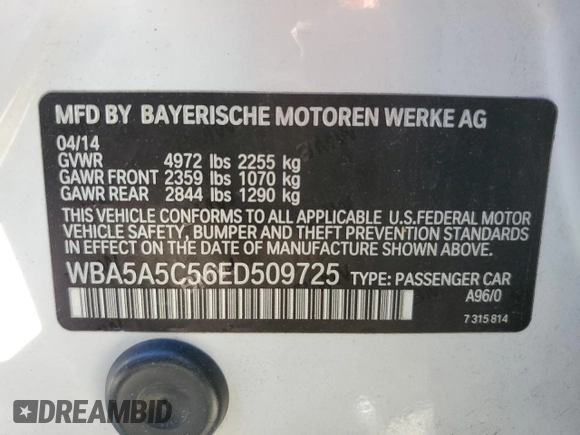 MFD BY BAYERISCHE MOTOREN WERKE AG
04/14
GVWR 4972 lbs 2255 kg
GAWR FRONT 2359 lbs 1070 kg
GAWR REAR 2844 lbs 1290 kg
THIS VEHICLE CONFORMS TO ALL APPLICABLE U.S.FEDERAL MOTOR
VEHICLE SAFETY, BUMPER AND THEFT PREVENTION STANDARDS
IN EFFECT ON THE DATE OF MANUFACTURE SHOWN ABOVE.
WBA5A5C56ED509725 TYPE: PASSENGER CAR
A96/0
7 315 814
DREAMBID